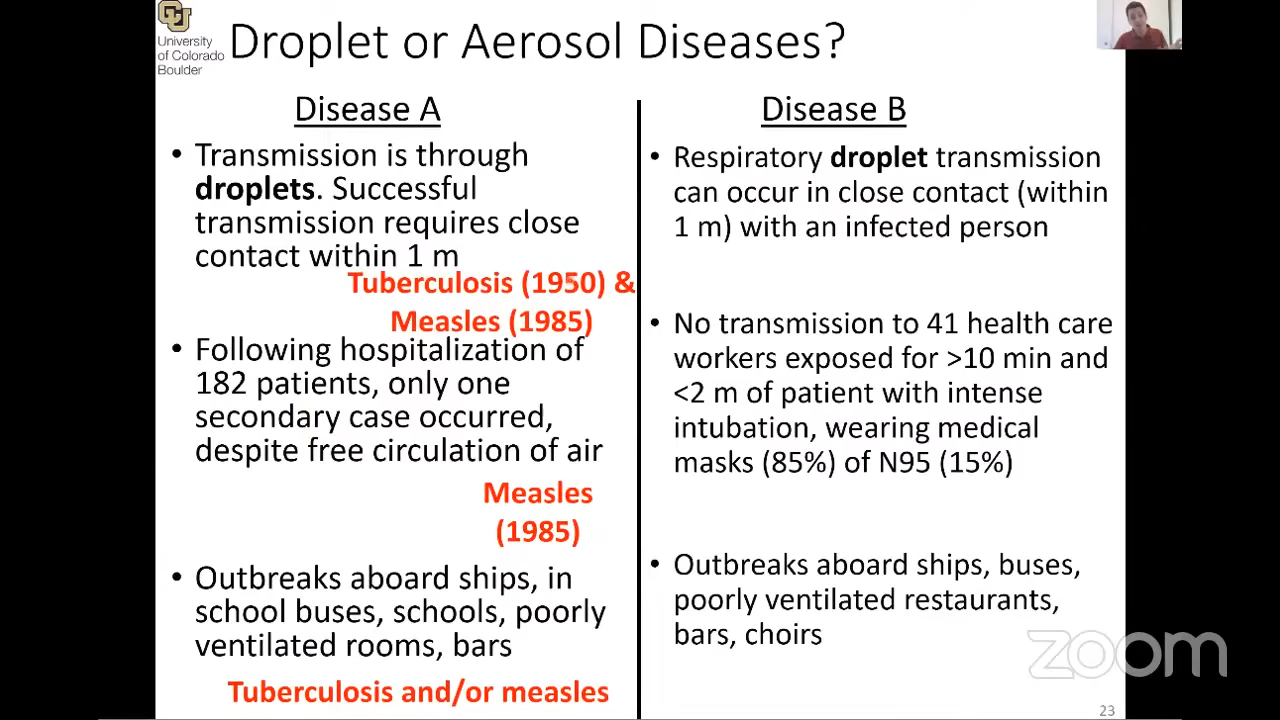 University
of Colorado
Boulder
Droplet or Aerosol Diseases?
Disease A
• Transmission is through
droplets. Successful
transmission requires close
contact within 1 m
Tuberculosis (1950) &
Measles (1985)
• Following hospitalization of
182 patients, only one
secondary case occurred,
despite free circulation of air
Measles
(1985)
• Outbreaks aboard ships, in
school buses, schools, poorly
ventilated rooms, bars
Tuberculosis and/or measles
Disease B
• Respiratory droplet transmission
can occur in close contact (within
1 m) with an infected person
• No transmission to 41 health care
workers exposed for >10 min and
<2 m of patient with intense
intubation, wearing medical
masks (85%) of N95 (15%)
• Outbreaks aboard ships, buses,
poorly ventilated restaurants,
bars, choirs
zoom
23